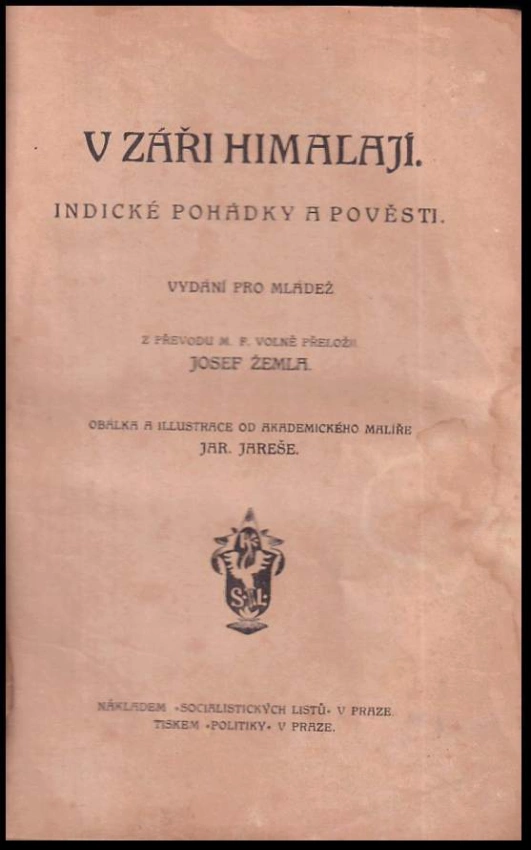 V ZÁŘI HIMALAJÍ.
INDICKÉ POHÁDKY A POVĚSTI.
VYDÁNÍ PRO MLÁDEŽ
Z PŘEVODU M. F. VOLNĚ PŘELOŽIL
JOSEF ŽEMLA.
OBÁLKA A ILLUSTRACE OD AKADEMICKÉHO MALÍŘE
JAR. JAREŠE.
NÁKLADEM »SOCIALISTICKÝCH LISTŮ« V PRAZE.
TISKEM »POLITIKY« V PRAZE.